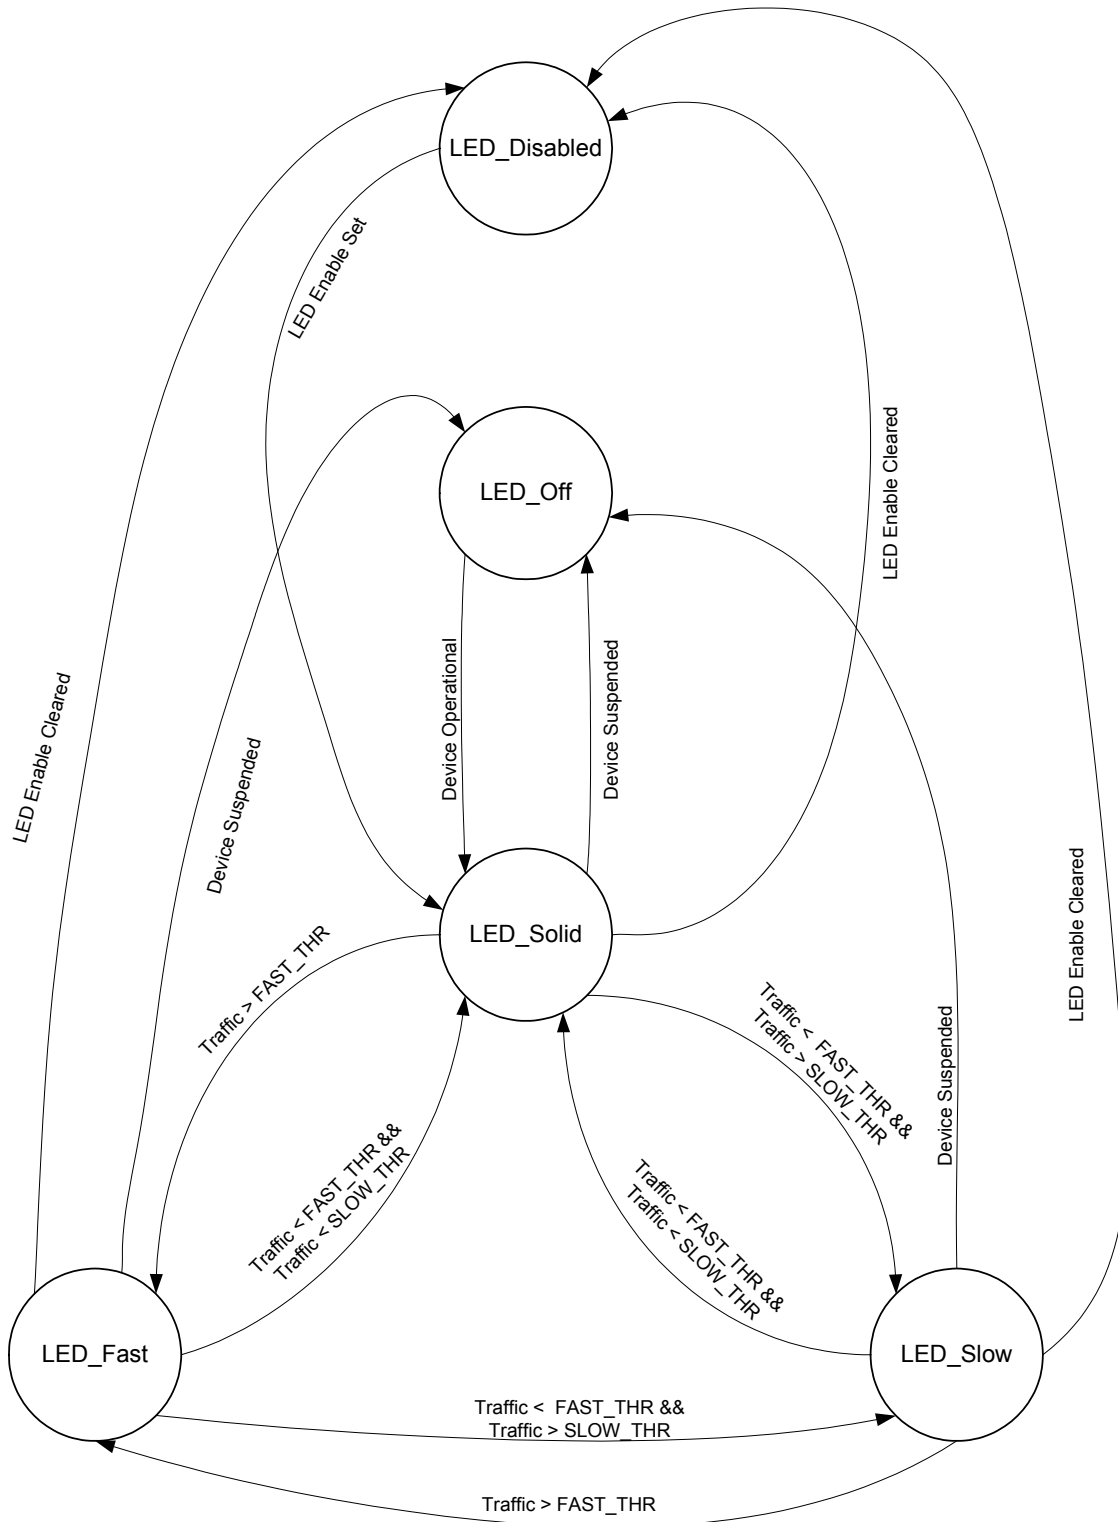 LED_Disabled
LED Enable Set
LED_Off
LED Enable Cleared
Device Operational
Device Suspended
LED Enable Cleared
Device Suspended
LED Enable Cleared
LED_Solid
Traffic > FAST_THR
Traffic < FAST_THR &&
Traffic > SLOW_THR
Device Suspended
Traffic < FAST_THR &&
Traffic < SLOW_THR
Traffic < FAST_THR &&
Traffic < SLOW_THR
LED_Fast
LED_Slow
Traffic < FAST_THR &&
Traffic > SLOW_THR
Traffic > FAST_THR